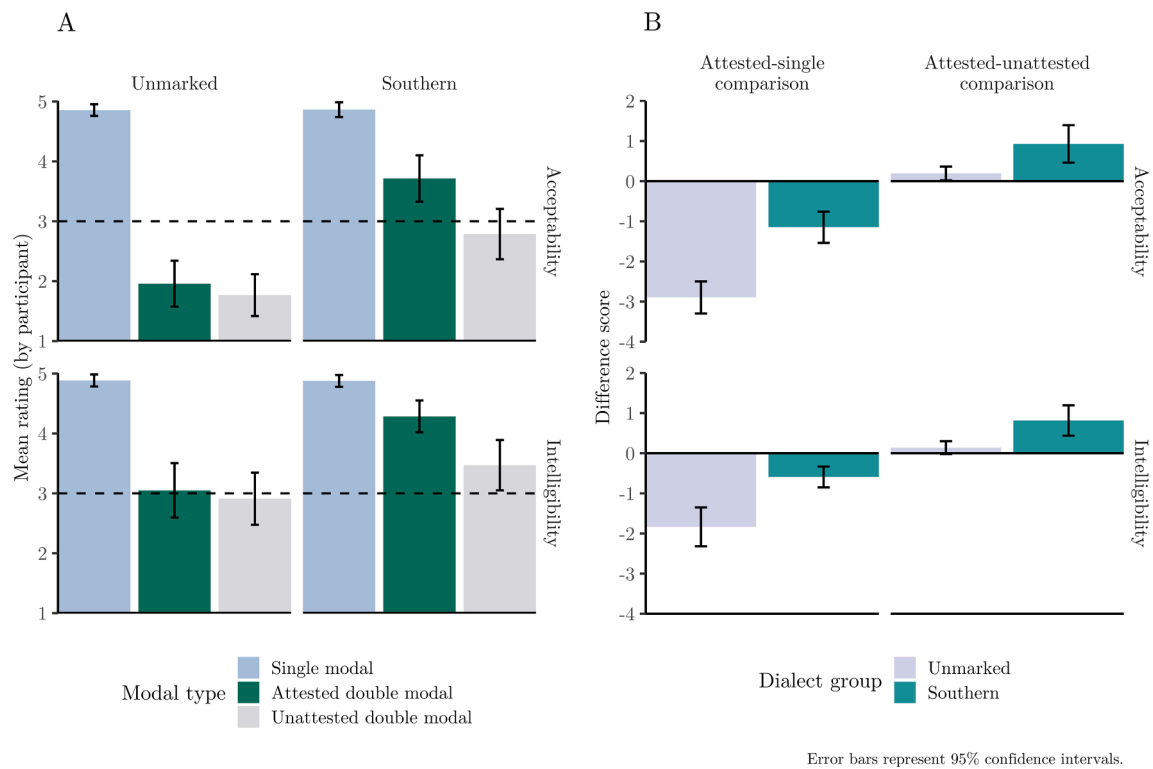 A
Unmarked
Southern
5
4
3
2
1
Acceptability
5
4
3
2
1
Intelligibility
Mean rating (by participant)
Modal type
Single modal
Attested double modal
Unattested double modal
B
Attested-single
comparison
Attested-unattested
comparison
2
1
0
-1
-2
-3
-4
Acceptability
2
1
0
-1
-2
-3
-4
Intelligibility
Difference score
Dialect group
Unmarked
Southern
Error bars represent 95% confidence intervals.